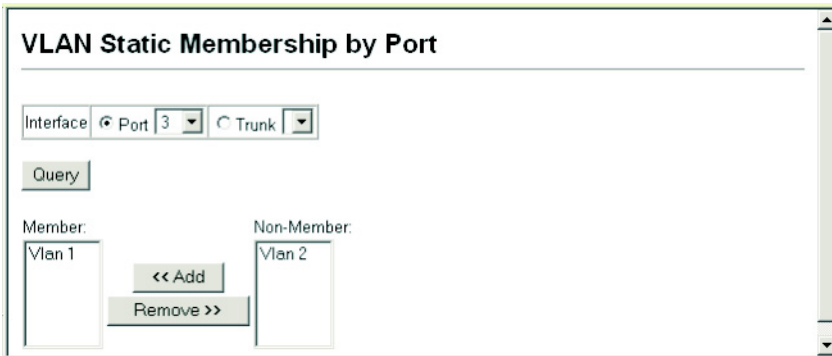 VLAN Static Membership by Port
Interface Port 3 Trunk
Query
Member: Non-Member:
Vlan 1 Vlan 2
<< Add
Remove >>